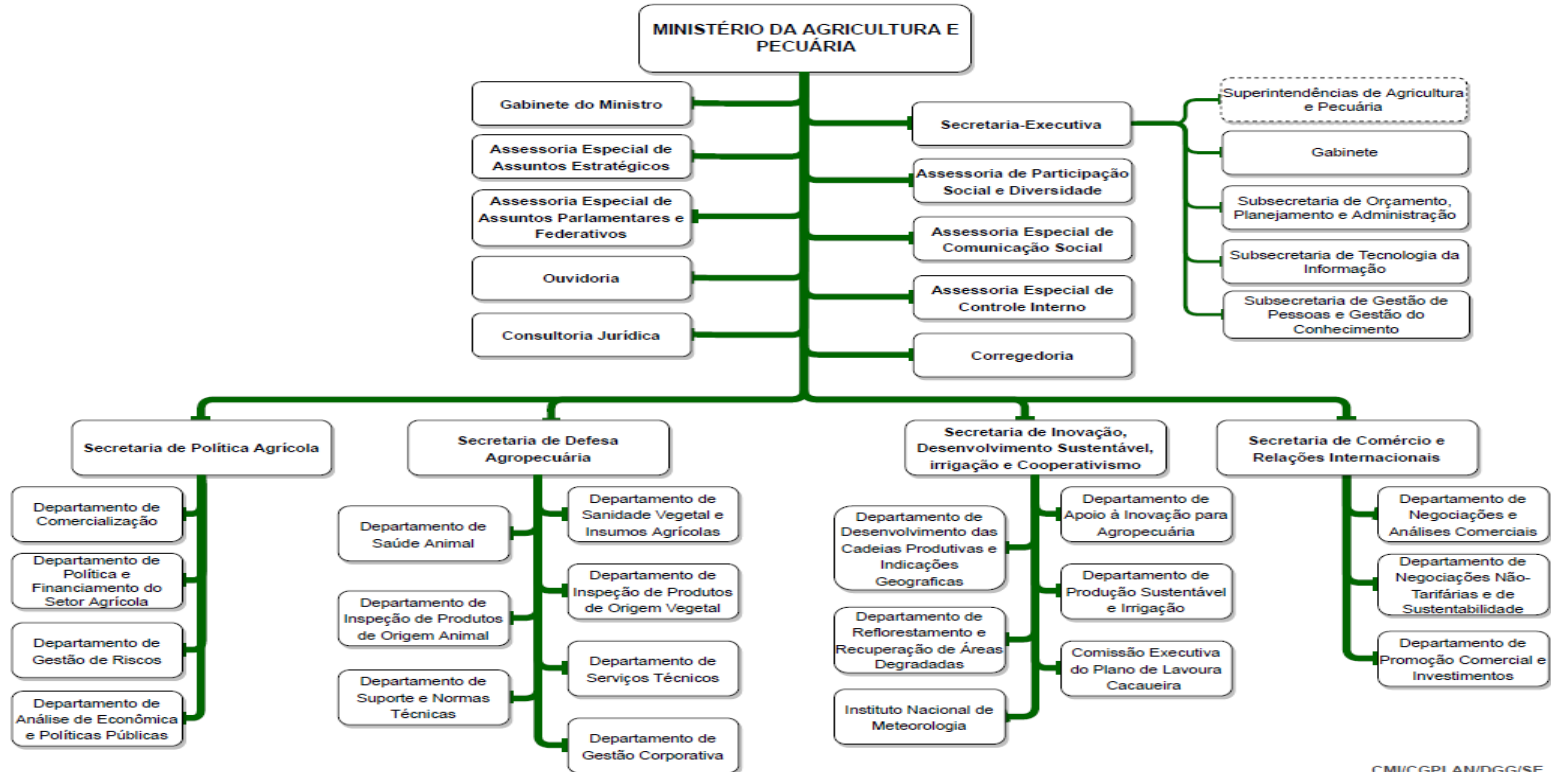 MINISTÉRIO DA AGRICULTURA E
PECUÁRIA
Gabinete do Ministro
Assessoria Especial de
Assuntos Estratégicos
Assessoria Especial de
Assuntos Parlamentares e
Federativos
Ouvidoria
Consultoria Jurídica
Secretaria-Executiva
Assessoria de Participação
Social e Diversidade
Assessoria Especial de
Comunicação Social
Assessoria Especial de
Controle Interno
Corregedoria
Superintendências de Agricultura
e Pecuária
Gabinete
Subsecretaria de Orçamento,
Planejamento e Administração
Subsecretaria de Tecnologia da
Informação
Subsecretaria de Gestão de
Pessoas e Gestão do
Conhecimento
Secretaria de Política Agrícola
Departamento de
Comercialização
Departamento de
Política e
Financiamento do
Setor Agrícola
Departamento de
Gestão de Riscos
Departamento de
Análise de Econômica
e Políticas Públicas
Secretaria de Defesa
Agropecuária
Departamento de
Saúde Animal
Departamento de
Inspeção de Produtos
de Origem Animal
Departamento de
Suporte e Normas
Técnicas
Departamento de
Sanidade Vegetal e
Insumos Agrícolas
Departamento de
Inspeção de Produtos
de Origem Vegetal
Departamento de
Serviços Técnicos
Departamento de
Gestão Corporativa
Secretaria de Inovação,
Desenvolvimento Sustentável,
irrigação e Cooperativismo
Departamento de
Desenvolvimento das
Cadeias Produtivas e
Indicações
Geograficas
Departamento de
Reflorestamento e
Recuperação de Áreas
Degradadas
Instituto Nacional de
Meteorologia
Departamento de
Apoio à Inovação para
Agropecuária
Departamento de
Produção Sustentável
e Irrigação
Comissão Executiva
do Plano de Lavoura
Cacaueira
Secretaria de Comércio e
Relações Internacionais
Departamento de
Negociações e
Análises Comerciais
Departamento de
Negociações Não-
Tarifárias e de
Sustentabilidade
Departamento de
Promoção Comercial e
Investimentos
CMI/CGPLAN/DGG/SE